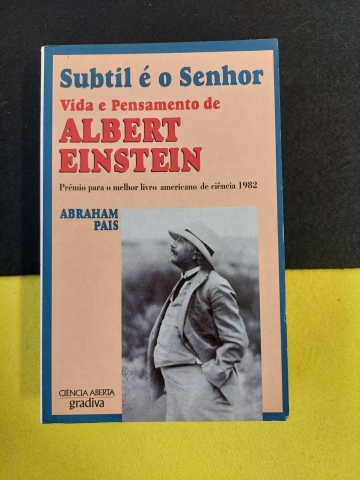 Subtil é o Senhor
Vida e Pensamento de
ALBERT
EINSTEIN
Prémio para o melhor livro americano de ciência 1982
ABRAHAM
PAIS
CIÊNCIA ABERTA
gradiva